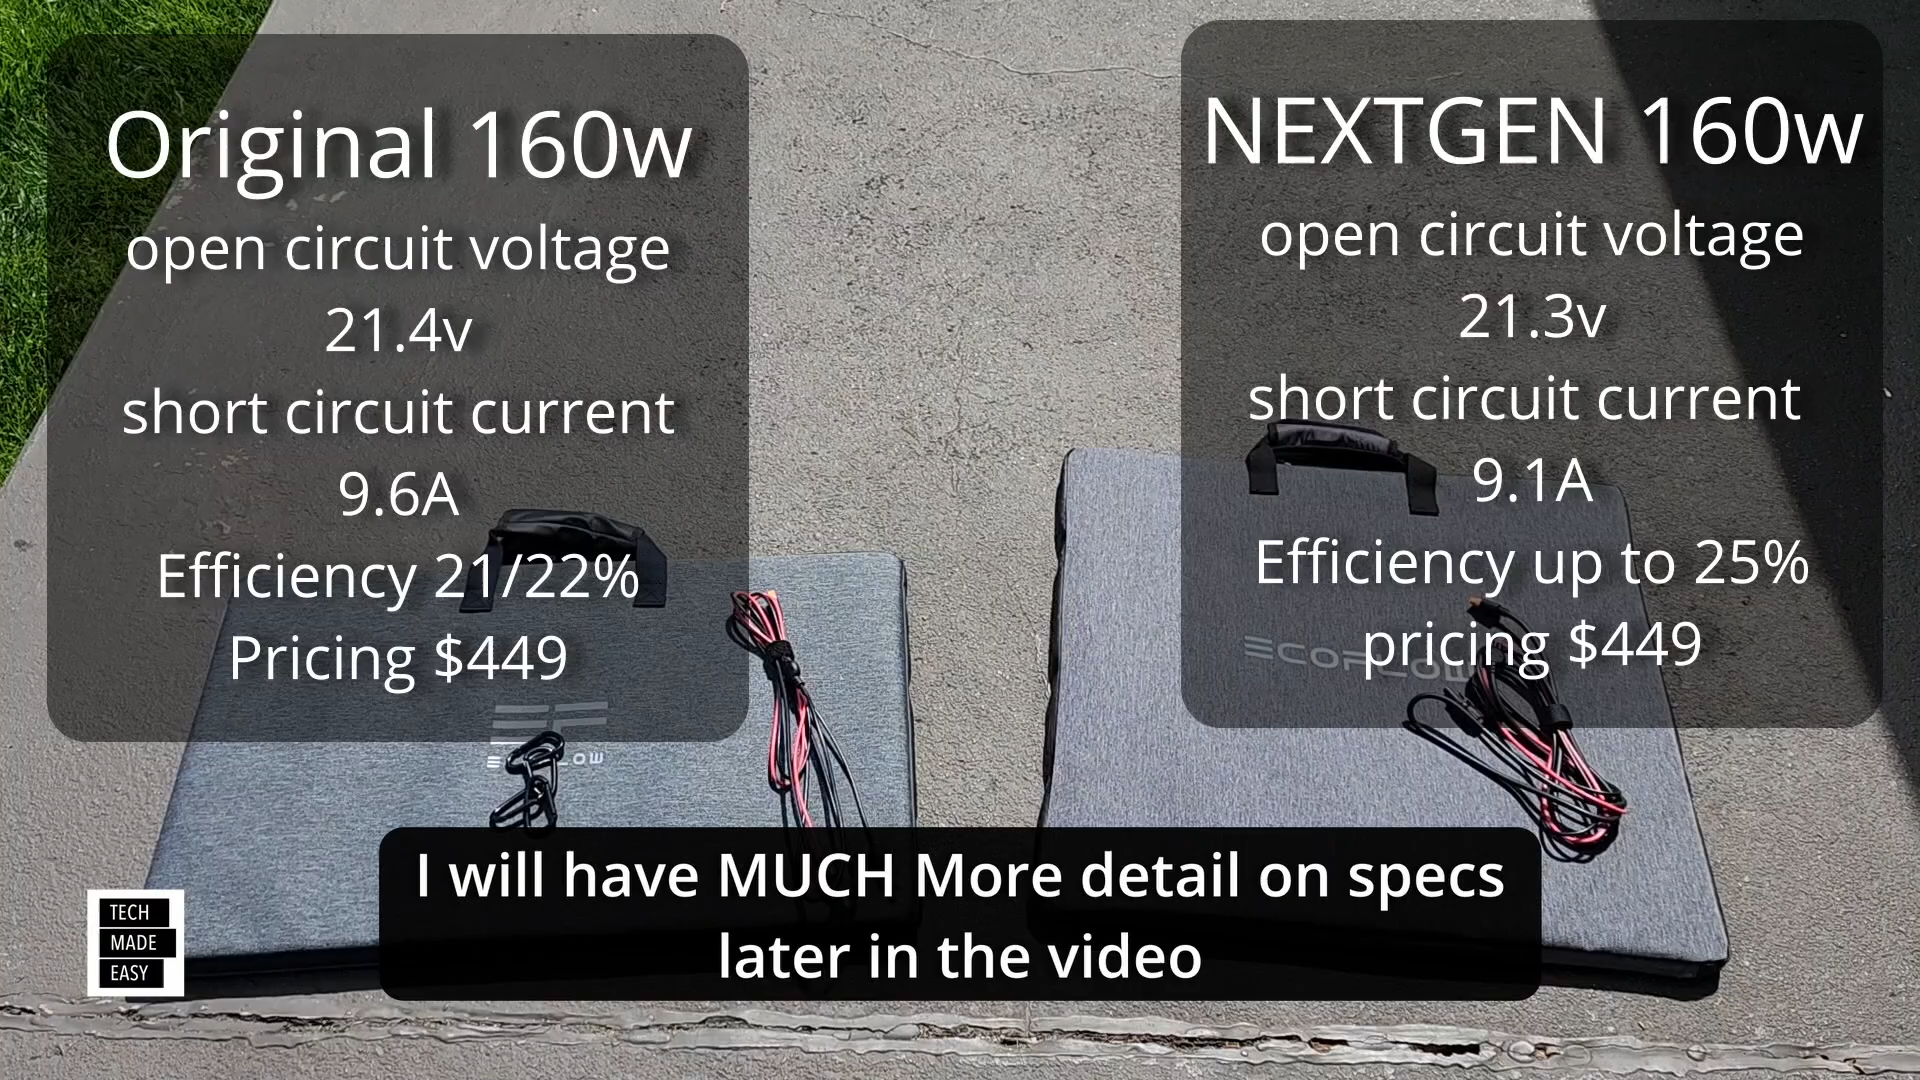 Original 160w
open circuit voltage
21.4v
short circuit current
9.6A
Efficiency 21/22%
Pricing $449
NEXTGEN 160w
open circuit voltage
21.3v
short circuit current
9.1A
Efficiency up to 25%
pricing $449
I will have MUCH More detail on specs
later in the video
TECH
MADE
EASY